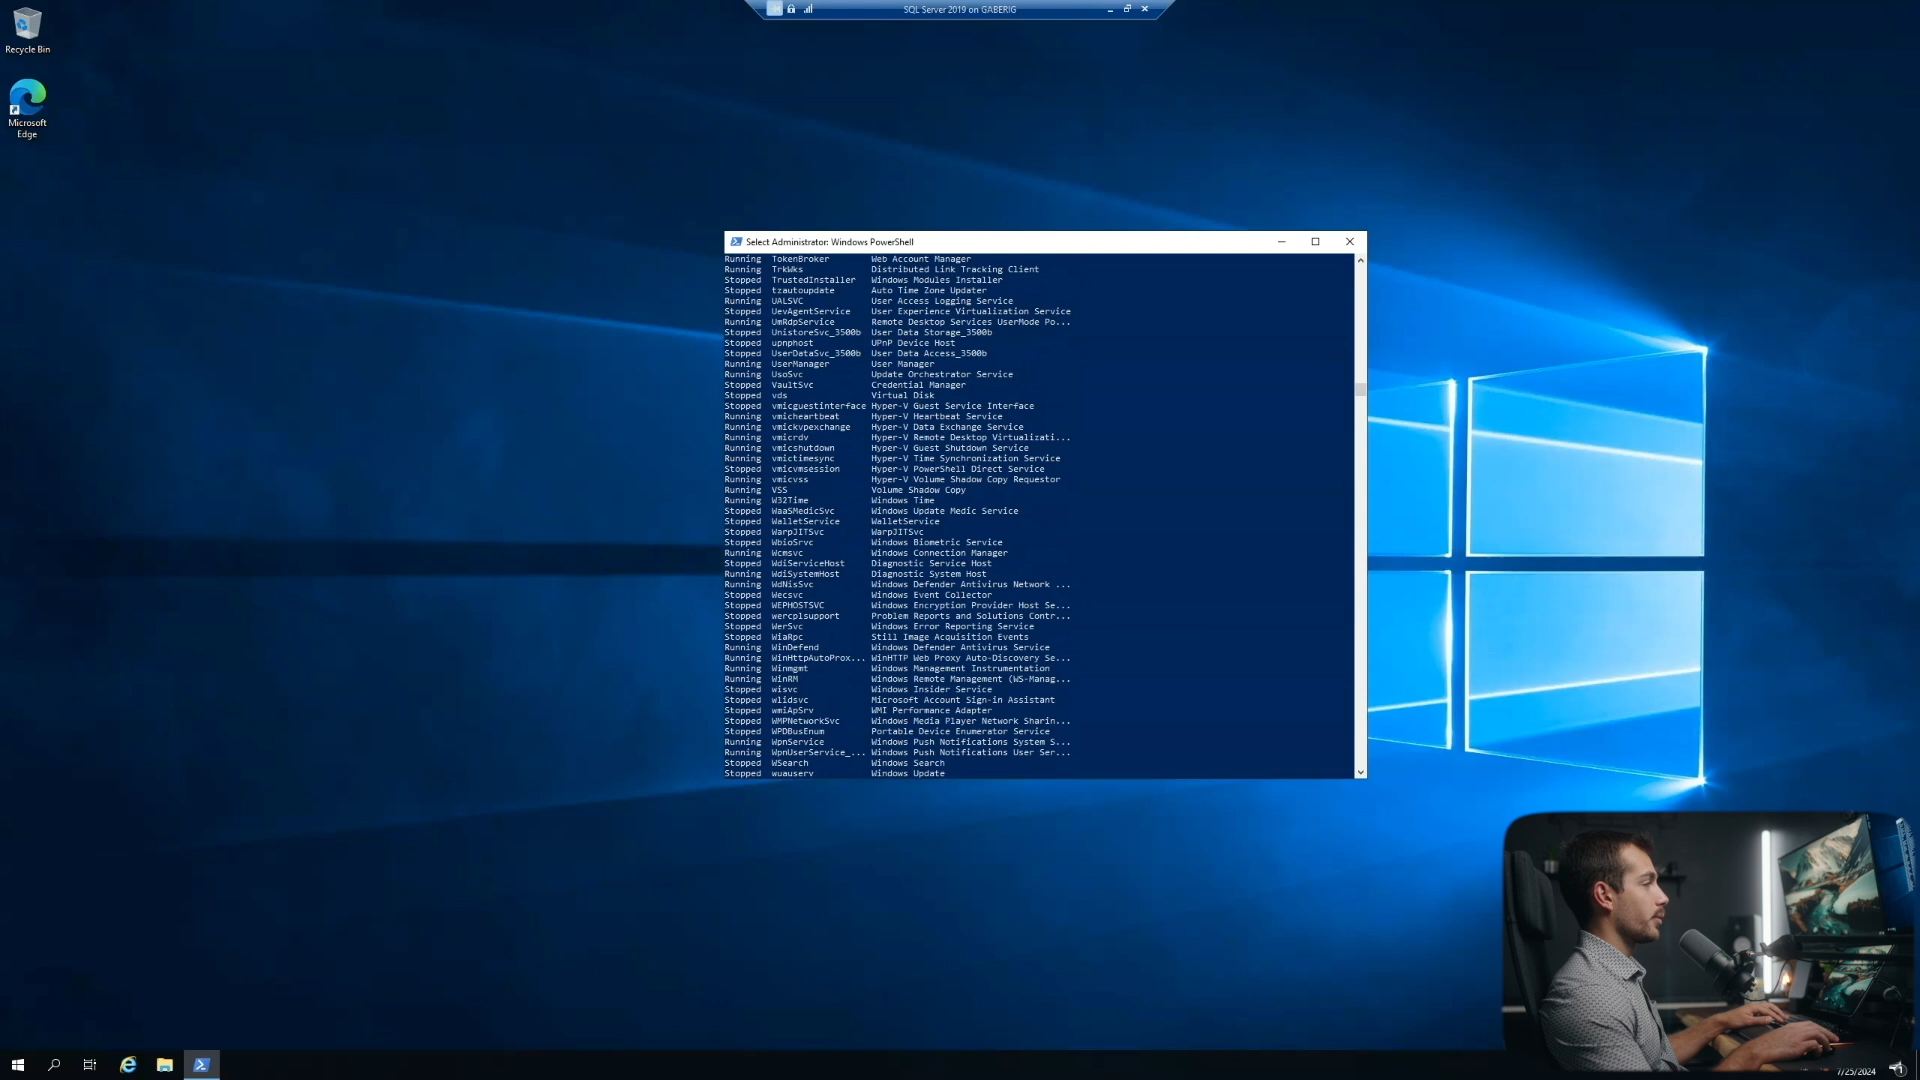 SQL Server 2019 on GABERIG
Recycle Bin
Microsoft
Edge
Select Administrator: Windows PowerShell
Running TokenBroker Web Account Manager
Running TrkWks Distributed Link Tracking Client
Stopped TrustedInstaller Windows Modules Installer
Stopped tzautoupdate Auto Time Zone Updater
Running UALSVC User Access Logging Service
Stopped UevAgentService User Experience Virtualization Service
Running UmRdpService Remote Desktop Services UserMode Po...
Stopped UnistoreSvc_3500b User Data Storage_3500b
Stopped upnphost UPnP Device Host
Stopped UserDataSvc_3500b User Data Access_3500b
Running UserManager User Manager
Running UsoSvc Update Orchestrator Service
Stopped VaultSvc Credential Manager
Stopped vds Virtual Disk
Stopped vmicguestinterface Hyper-V Guest Service Interface
Running vmicheartbeat Hyper-V Heartbeat Service
Running vmickvpexchange Hyper-V Data Exchange Service
Running vmicrdv Hyper-V Remote Desktop Virtualizati...
Running vmicshutdown Hyper-V Guest Shutdown Service
Running vmictimesync Hyper-V Time Synchronization Service
Stopped vmicvmsession Hyper-V PowerShell Direct Service
Running vmicvss Hyper-V Volume Shadow Copy Requestor
Running VSS Volume Shadow Copy
Running W32Time Windows Time
Stopped WaaSMedicSvc Windows Update Medic Service
Stopped WalletService WalletService
Stopped WarpJITSvc WarpJITSvc
Stopped WbioSrvc Windows Biometric Service
Running Wcmsvc Windows Connection Manager
Stopped WdiServiceHost Diagnostic Service Host
Running WdiSystemHost Diagnostic System Host
Running WdNisSvc Windows Defender Antivirus Network ...
Stopped Wecsvc Windows Event Collector
Stopped WEPHOSTSVC Windows Encryption Provider Host Se...
Stopped wercplsupport Problem Reports and Solutions Contr...
Stopped WerSvc Windows Error Reporting Service
Stopped WiaRpc Still Image Acquisition Events
Running WinDefend Windows Defender Antivirus Service
Running WinHttpAutoProx... WinHTTP Web Proxy Auto-Discovery Se...
Running Winmgmt Windows Management Instrumentation
Running WinRM Windows Remote Management (WS-Manag...
Stopped wisvc Windows Insider Service
Stopped wlidsvc Microsoft Account Sign-in Assistant
Stopped wmiApSrv WMI Performance Adapter
Stopped WMPNetworkSvc Windows Media Player Network Sharin...
Stopped WPDBusEnum Portable Device Enumerator Service
Running WpnService Windows Push Notifications System S...
Running WpnUserService_... Windows Push Notifications User Ser...
Stopped WSearch Windows Search
Stopped wuauserv Windows Update
7/25/2024